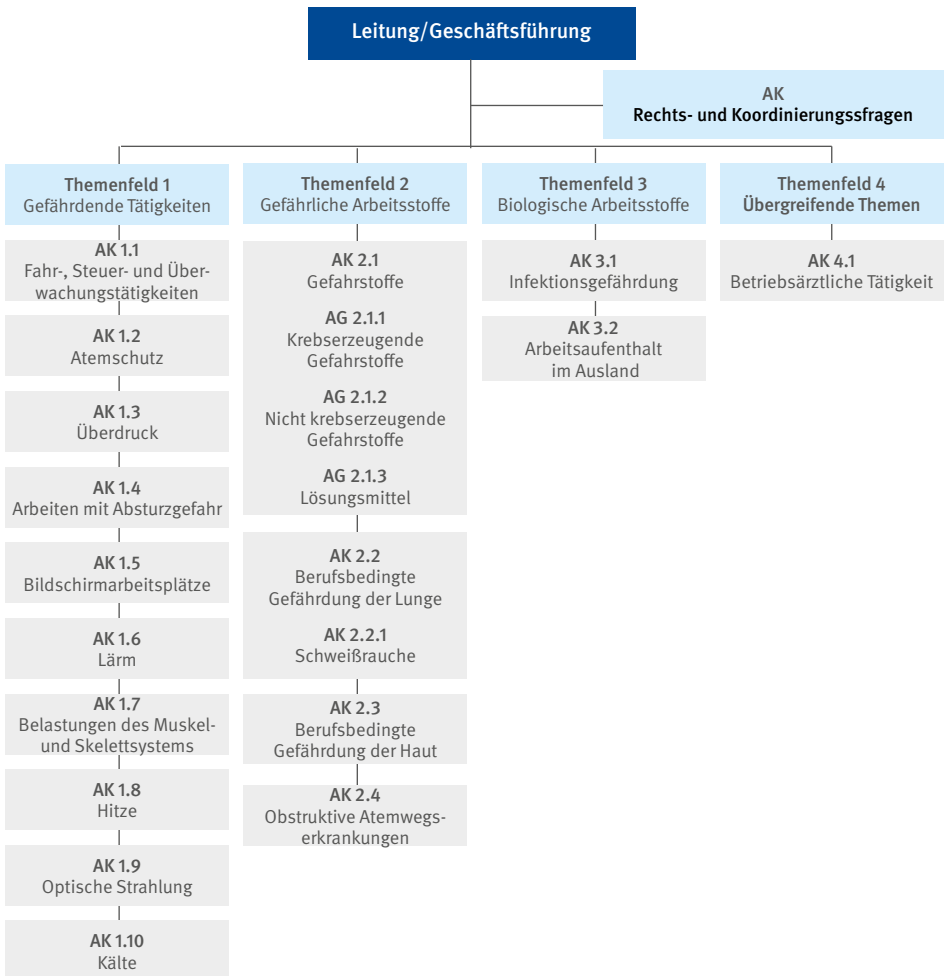 Leitung/Geschäftsführung
AK
Rechts- und Koordinierungssfragen
Themenfeld 1
Gefährdende Tätigkeiten
AK 1.1
Fahr-, Steuer- und Über-
wachungstätigkeiten
AK 1.2
Atemschutz
AK 1.3
Überdruck
AK 1.4
Arbeiten mit Absturzgefahr
AK 1.5
Bildschirmarbeitsplätze
AK 1.6
Lärm
AK 1.7
Belastungen des Muskel-
und Skelettsystems
AK 1.8
Hitze
AK 1.9
Optische Strahlung
AK 1.10
Kälte
Themenfeld 2
Gefährliche Arbeitsstoffe
AK 2.1
Gefahrstoffe
AG 2.1.1
Krebserzeugende
Gefahrstoffe
AG 2.1.2
Nicht krebserzeugende
Gefahrstoffe
AG 2.1.3
Lösungsmittel
AK 2.2
Berufsbedingte
Gefährdung der Lunge
AK 2.2.1
Schweißrauche
AK 2.3
Berufsbedingte
Gefährdung der Haut
AK 2.4
Obstruktive Atemwegs-
erkrankungen
Themenfeld 3
Biologische Arbeitsstoffe
AK 3.1
Infektionsgefährdung
AK 3.2
Arbeitsaufenthalt
im Ausland
Themenfeld 4
Übergreifende Themen
AK 4.1
Betriebsärztliche Tätigkeit